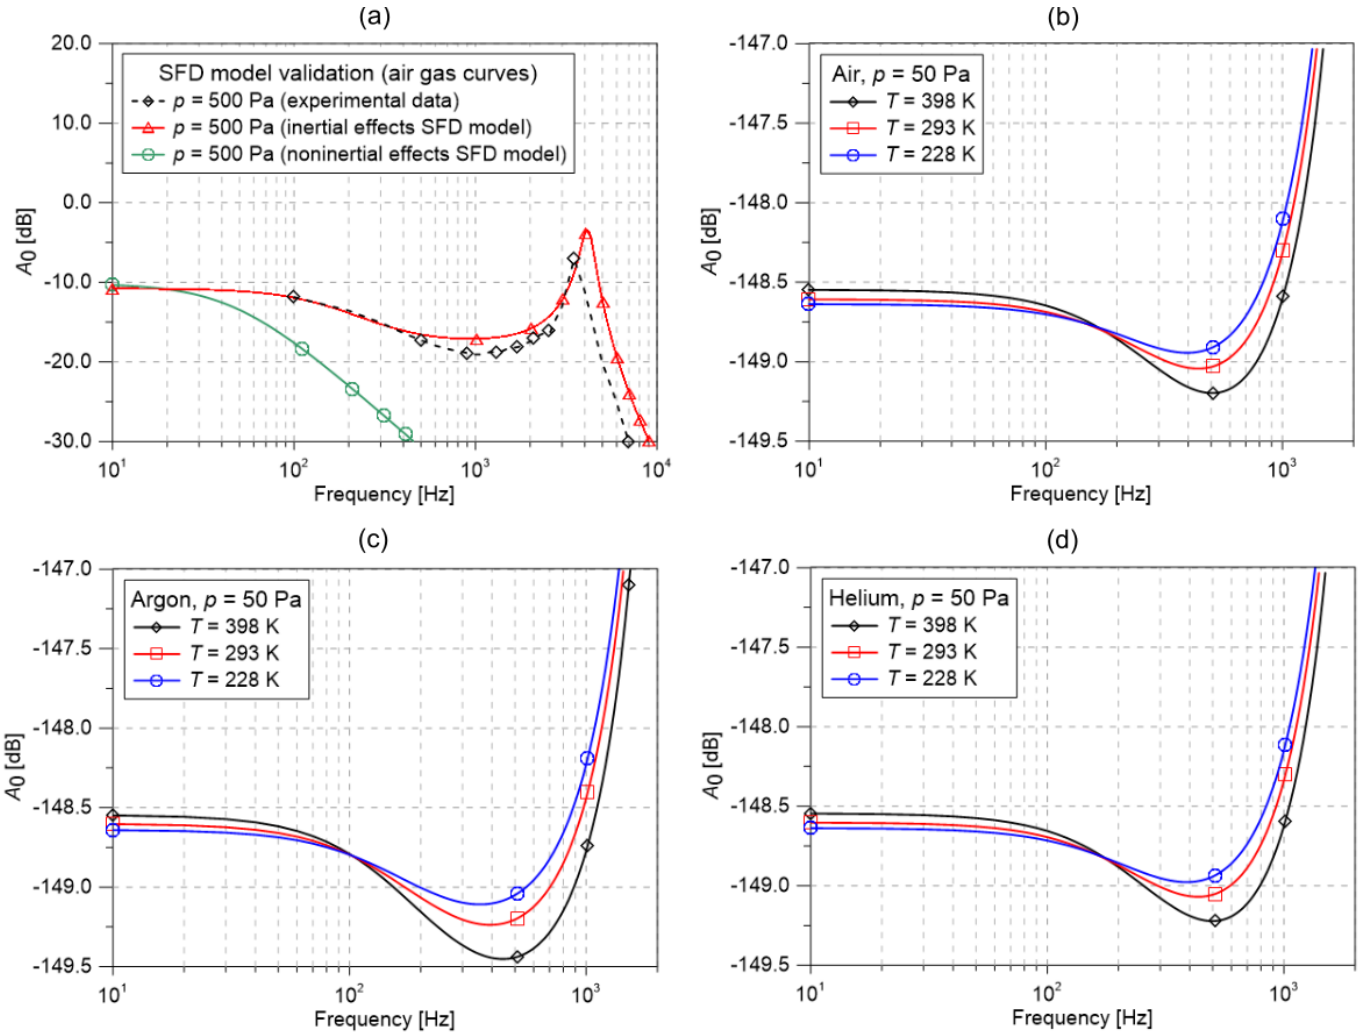 (a)
20.0
10.0
0.0
-10.0
-20.0
-30.0
A0 [dB]
SFD model validation (air gas curves)
p = 500 Pa (experimental data)
p = 500 Pa (inertial effects SFD model)
p = 500 Pa (noninertial effects SFD model)
10¹ 10² 10³ 10⁴
Frequency [Hz]
(b)
-147.0
-147.5
-148.0
-148.5
-149.0
-149.5
A0 [dB]
Air, p = 50 Pa
T = 398 K
T = 293 K
T = 228 K
10¹ 10² 10³
Frequency [Hz]
(c)
-147.0
-147.5
-148.0
-148.5
-149.0
-149.5
A0 [dB]
Argon, p = 50 Pa
T = 398 K
T = 293 K
T = 228 K
10¹ 10² 10³
Frequency [Hz]
(d)
-147.0
-147.5
-148.0
-148.5
-149.0
-149.5
A0 [dB]
Helium, p = 50 Pa
T = 398 K
T = 293 K
T = 228 K
10¹ 10² 10³
Frequency [Hz]